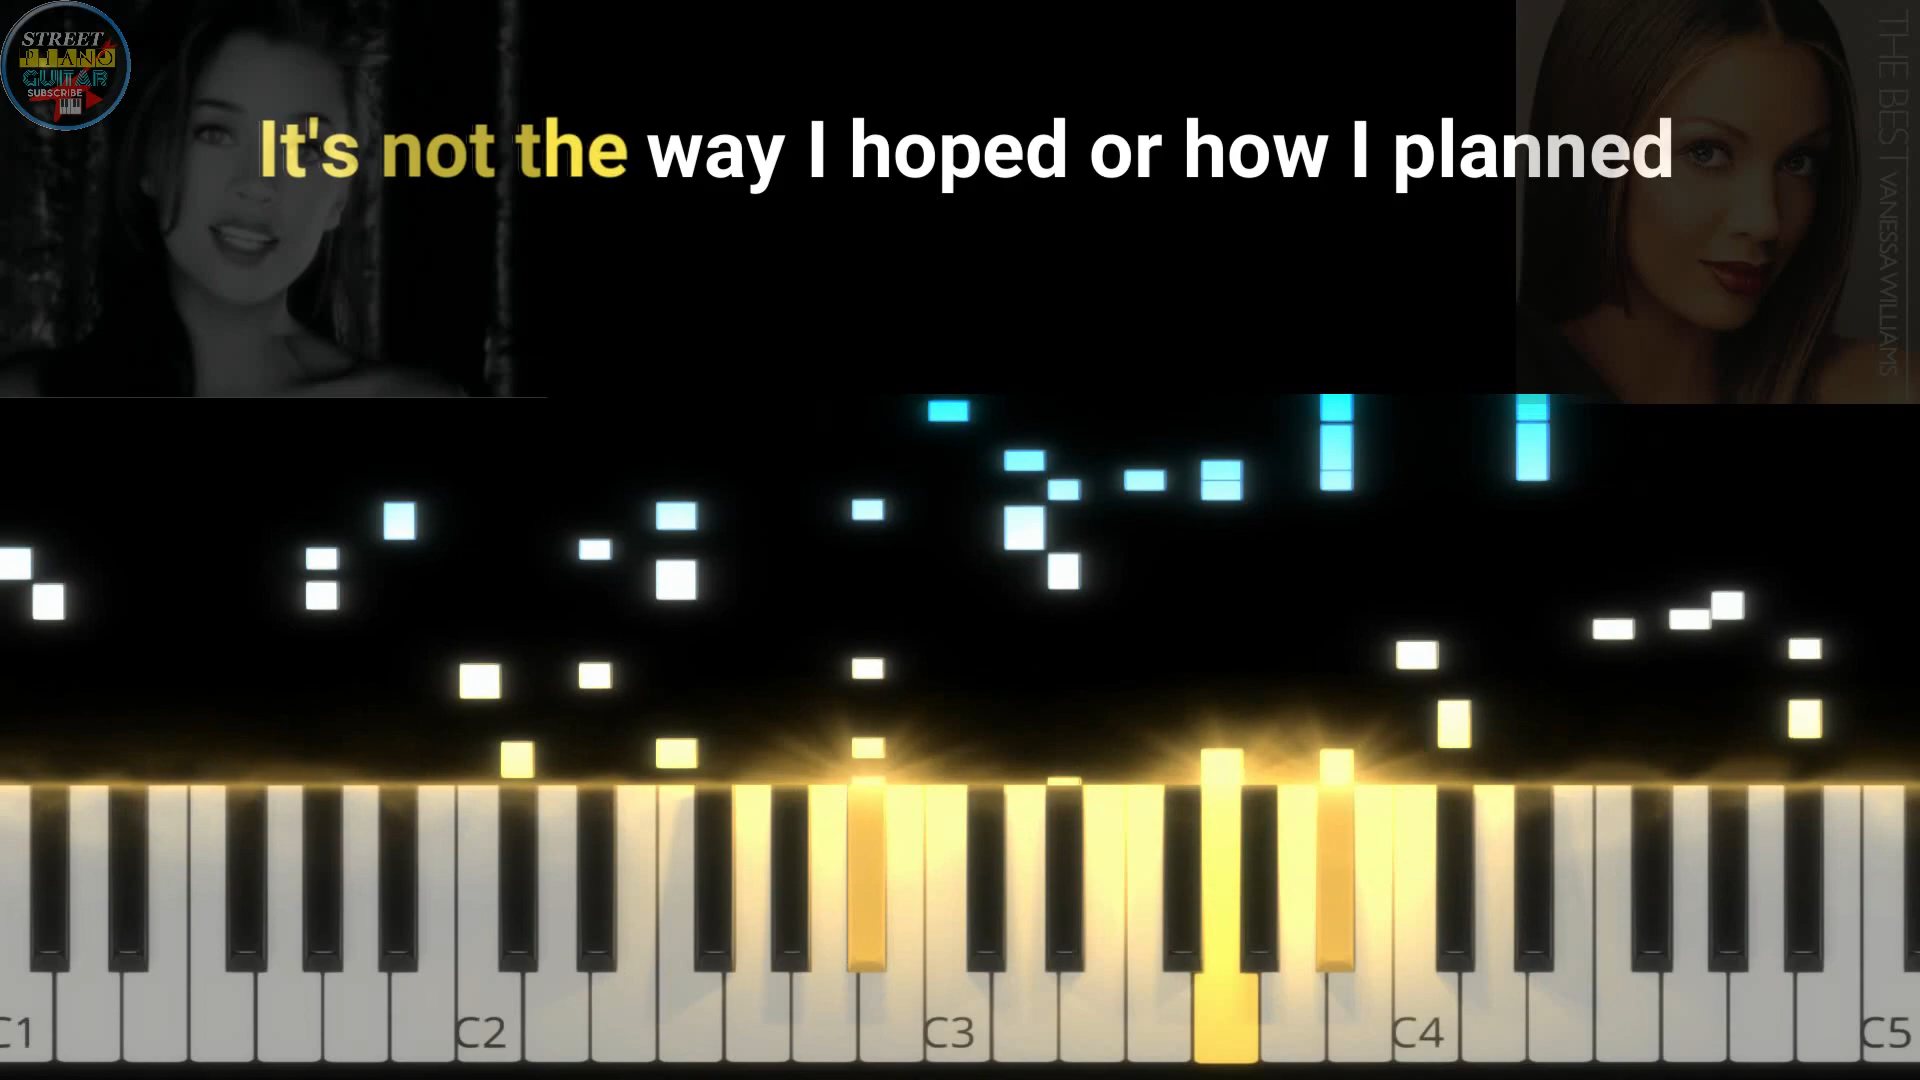 STREET
PIANO
GUITAR
SUBSCRIBE
It's not the way I hoped or how I planned
THE BEST VANESSA WILLIAMS
C1
C2
C3
C4
C5